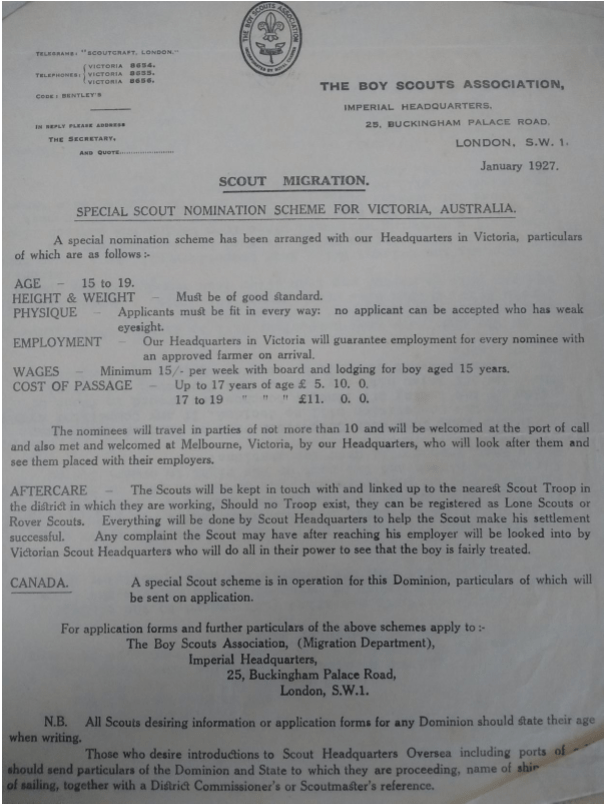 THE BOY SCOUTS ASSOCIATION
INCORPORATED BY ROYAL CHARTER
TELEGRAMS: "SCOUTCRAFT, LONDON."
TELEPHONES: { VICTORIA 8654.
VICTORIA 8655.
VICTORIA 8656.
CODE: BENTLEY'S
IN REPLY PLEASE ADDRESS
THE SECRETARY,
AND QUOTE....................
THE BOY SCOUTS ASSOCIATION,
IMPERIAL HEADQUARTERS,
25, BUCKINGHAM PALACE ROAD,
LONDON, S.W. 1.
January 1927.
SCOUT MIGRATION.
SPECIAL SCOUT NOMINATION SCHEME FOR VICTORIA, AUSTRALIA.
A special nomination scheme has been arranged with our Headquarters in Victoria, particulars
of which are as follows :-
AGE — 15 to 19.
HEIGHT & WEIGHT — Must be of good standard.
PHYSIQUE — Applicants must be fit in every way: no applicant can be accepted who has weak
eyesight.
EMPLOYMENT — Our Headquarters in Victoria will guarantee employment for every nominee with
an approved farmer on arrival.
WAGES — Minimum 15/- per week with board and lodging for boy aged 15 years.
COST OF PASSAGE — Up to 17 years of age £ 5. 10. 0.
17 to 19 " " " £11. 0. 0.
The nominees will travel in parties of not more than 10 and will be welcomed at the port of call
and also met and welcomed at Melbourne, Victoria, by our Headquarters, who will look after them and
see them placed with their employers.
AFTERCARE — The Scouts will be kept in touch with and linked up to the nearest Scout Troop in
the district in which they are working, Should no Troop exist, they can be registered as Lone Scouts or
Rover Scouts. Everything will be done by Scout Headquarters to help the Scout make his settlement
successful. Any complaint the Scout may have after reaching his employer will be looked into by
Victorian Scout Headquarters who will do all in their power to see that the boy is fairly treated.
CANADA. A special Scout scheme is in operation for this Dominion, particulars of which will
be sent on application.
For application forms and further particulars of the above schemes apply to :-
The Boy Scouts Association, (Migration Department),
Imperial Headquarters,
25, Buckingham Palace Road,
London, S.W.1.
N.B. All Scouts desiring information or application forms for any Dominion should state their age
when writing.
Those who desire introductions to Scout Headquarters Oversea including ports of
should send particulars of the Dominion and State to which they are proceeding, name of ship
of sailing, together with a District Commissioner's or Scoutmaster's reference.